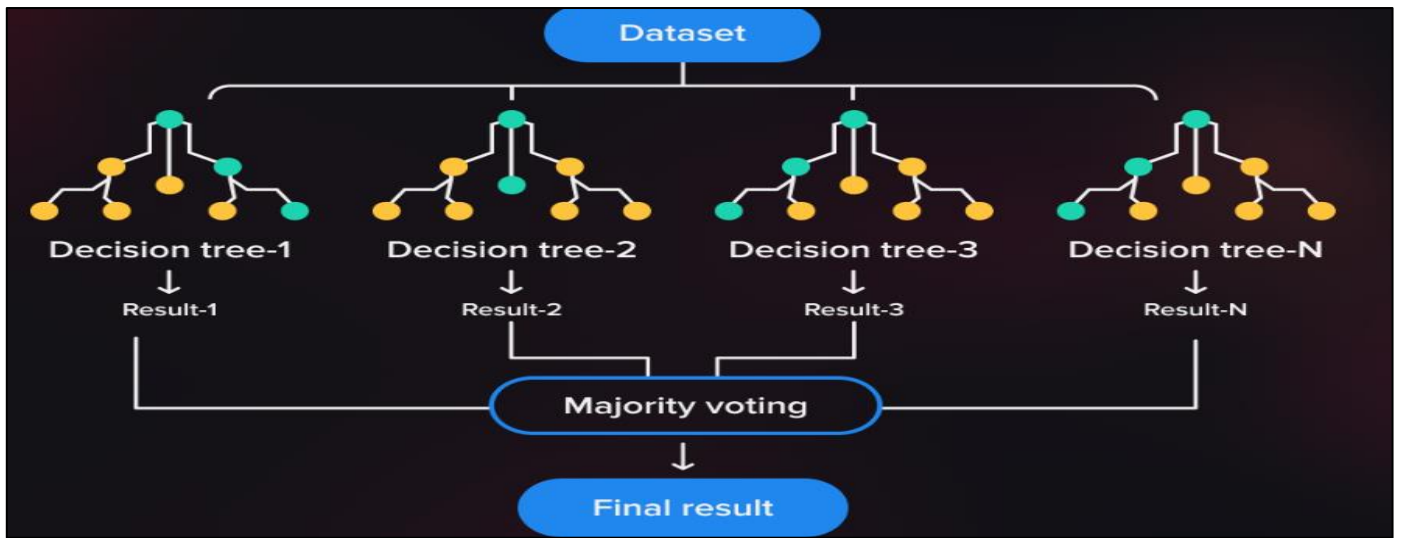 Dataset
Decision tree-1
Decision tree-2
Decision tree-3
Decision tree-N
Result-1
Result-2
Result-3
Result-N
Majority voting
Final result